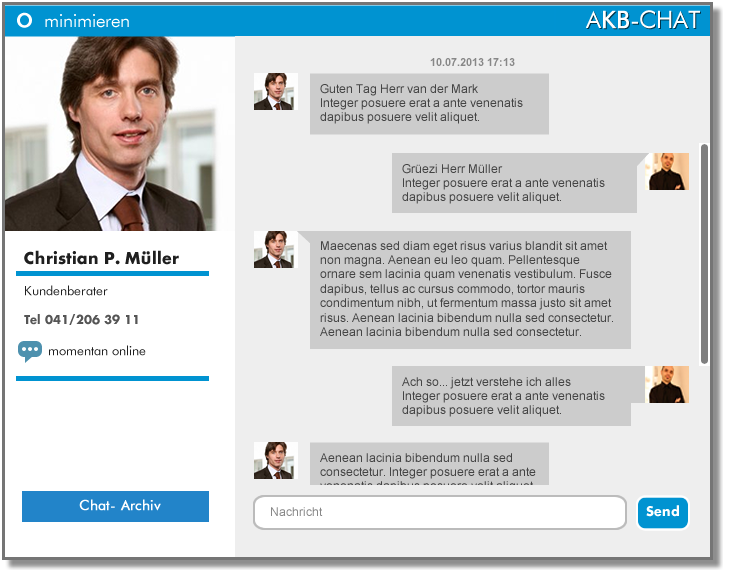 O minimieren
AKB-CHAT
Christian P. Müller
Kundenberater
Tel 041/206 39 11
momentan online
Chat- Archiv
10.07.2013 17:13
Guten Tag Herr van der Mark
Integer posuere erat a ante venenatis
dapibus posuere velit aliquet.
Grüezi Herr Müller
Integer posuere erat a ante venenatis
dapibus posuere velit aliquet.
Maecenas sed diam eget risus varius blandit sit amet
non magna. Aenean eu leo quam. Pellentesque
ornare sem lacinia quam venenatis vestibulum. Fusce
dapibus, tellus ac cursus commodo, tortor mauris
condimentum nibh, ut fermentum massa justo sit amet
risus. Aenean lacinia bibendum nulla sed consectetur.
Aenean lacinia bibendum nulla sed consectetur.
Ach so... jetzt verstehe ich alles
Integer posuere erat a ante venenatis
dapibus posuere velit aliquet.
Aenean lacinia bibendum nulla sed
consectetur. Integer posuere erat a ante
venenatis dapibus posuere velit aliquet.
Nachricht
Send